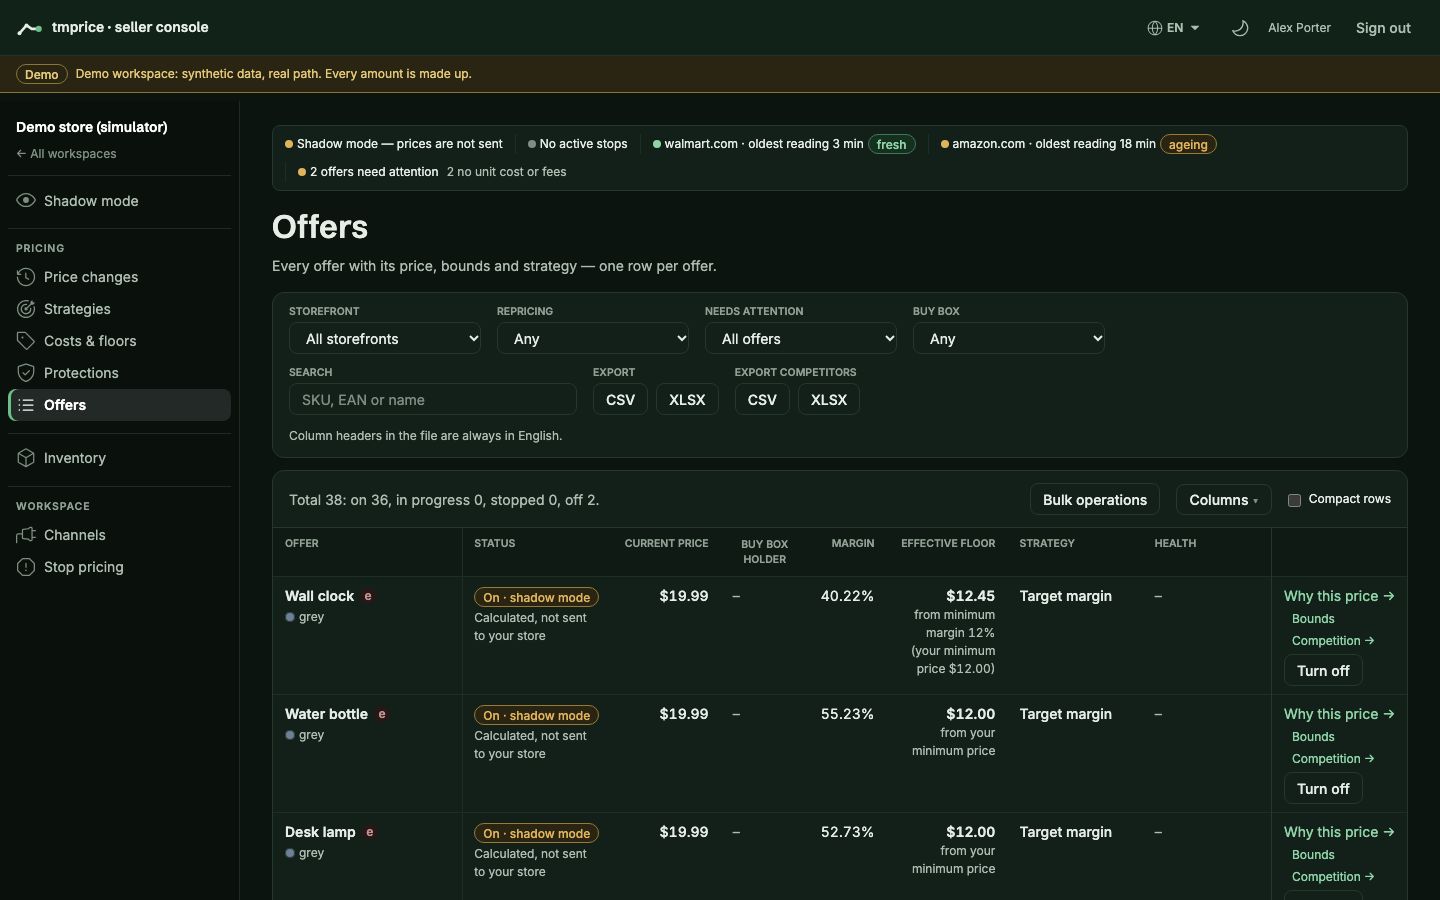 tmprice · seller console
EN
Alex Porter
Sign out
Demo
Demo workspace: synthetic data, real path. Every amount is made up.
Demo store (simulator)
← All workspaces
Shadow mode
PRICING
Price changes
Strategies
Costs & floors
Protections
Offers
Inventory
WORKSPACE
Channels
Stop pricing
Shadow mode — prices are not sent
No active stops
walmart.com · oldest reading 3 min fresh
amazon.com · oldest reading 18 min ageing
2 offers need attention 2 no unit cost or fees
Offers
Every offer with its price, bounds and strategy — one row per offer.
STOREFRONT
All storefronts
REPRICING
Any
NEEDS ATTENTION
All offers
BUY BOX
Any
SEARCH
SKU, EAN or name
EXPORT
CSV
XLSX
EXPORT COMPETITORS
CSV
XLSX
Column headers in the file are always in English.
Total 38: on 36, in progress 0, stopped 0, off 2.
Bulk operations
Columns
Compact rows
OFFER
STATUS
CURRENT PRICE
BUY BOX
HOLDER
MARGIN
EFFECTIVE FLOOR
STRATEGY
HEALTH
Wall clock e
grey
On · shadow mode
Calculated, not sent
to your store
$19.99
–
40.22%
$12.45
from minimum
margin 12%
(your minimum
price $12.00)
Target margin
–
Why this price →
Bounds
Competition →
Turn off
Water bottle e
grey
On · shadow mode
Calculated, not sent
to your store
$19.99
–
55.23%
$12.00
from your
minimum price
Target margin
–
Why this price →
Bounds
Competition →
Turn off
Desk lamp e
grey
On · shadow mode
Calculated, not sent
to your store
$19.99
–
52.73%
$12.00
from your
minimum price
Target margin
–
Why this price →
Bounds
Competition →